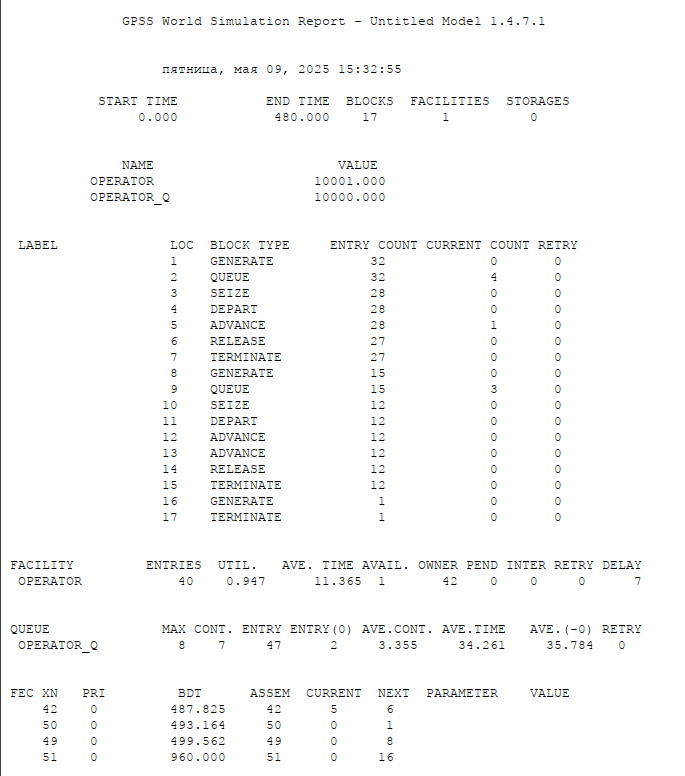 GPSS World Simulation Report - Untitled Model 1.4.7.1
пятница, мая 09, 2025 15:32:55
START TIME END TIME BLOCKS FACILITIES STORAGES
0.000 480.000 17 1 0
NAME VALUE
OPERATOR 10001.000
OPERATOR_Q 10000.000
LABEL LOC BLOCK TYPE ENTRY COUNT CURRENT COUNT RETRY
1 GENERATE 32 0 0
2 QUEUE 32 4 0
3 SEIZE 28 0 0
4 DEPART 28 0 0
5 ADVANCE 28 1 0
6 RELEASE 27 0 0
7 TERMINATE 27 0 0
8 GENERATE 15 0 0
9 QUEUE 15 3 0
10 SEIZE 12 0 0
11 DEPART 12 0 0
12 ADVANCE 12 0 0
13 ADVANCE 12 0 0
14 RELEASE 12 0 0
15 TERMINATE 12 0 0
16 GENERATE 1 0 0
17 TERMINATE 1 0 0
FACILITY ENTRIES UTIL. AVE. TIME AVAIL. OWNER PEND INTER RETRY DELAY
OPERATOR 40 0.947 11.365 1 42 0 0 0 7
QUEUE MAX CONT. ENTRY ENTRY(0) AVE.CONT. AVE.TIME AVE.(-0) RETRY
OPERATOR_Q 8 7 47 2 3.355 34.261 35.784 0
FEC XN PRI BDT ASSEM CURRENT NEXT PARAMETER VALUE
42 0 487.825 42 5 6
50 0 493.164 50 0 1
49 0 499.562 49 0 8
51 0 960.000 51 0 16